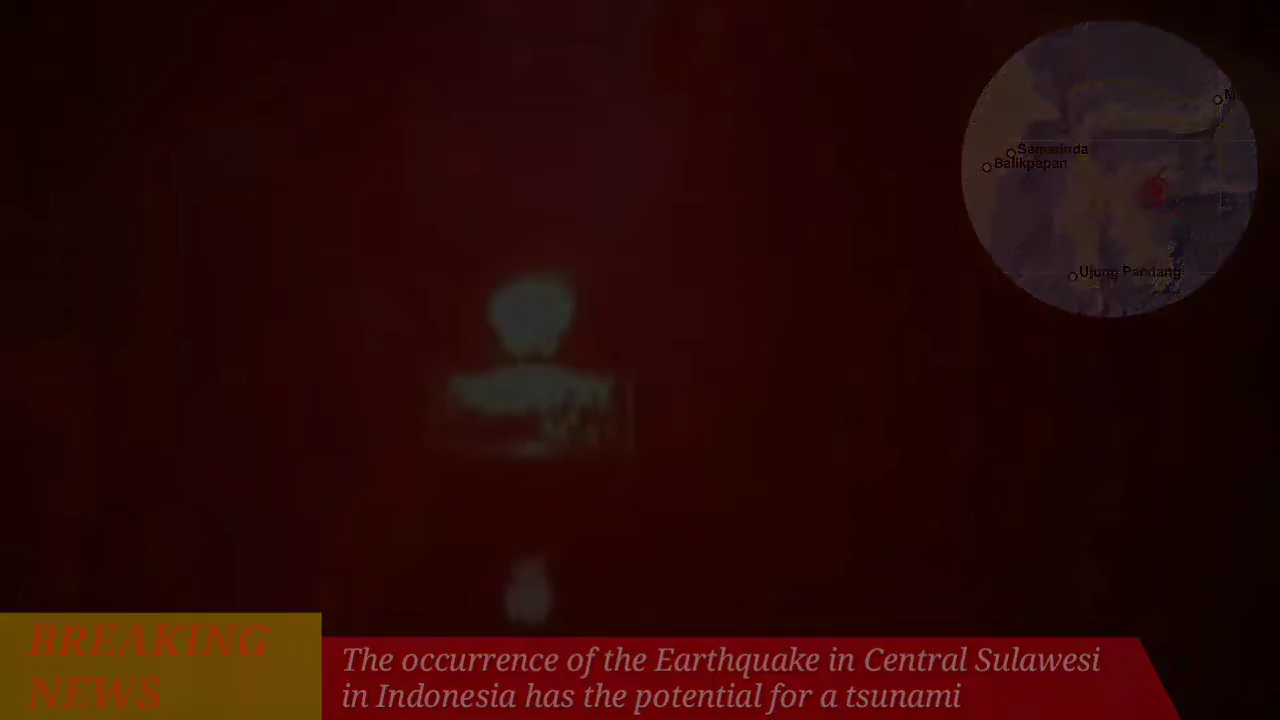 Samarinda
Balikpapan
Ujung Pandang
BREAKING
NEWS
The occurrence of the Earthquake in Central Sulawesi
in Indonesia has the potential for a tsunami